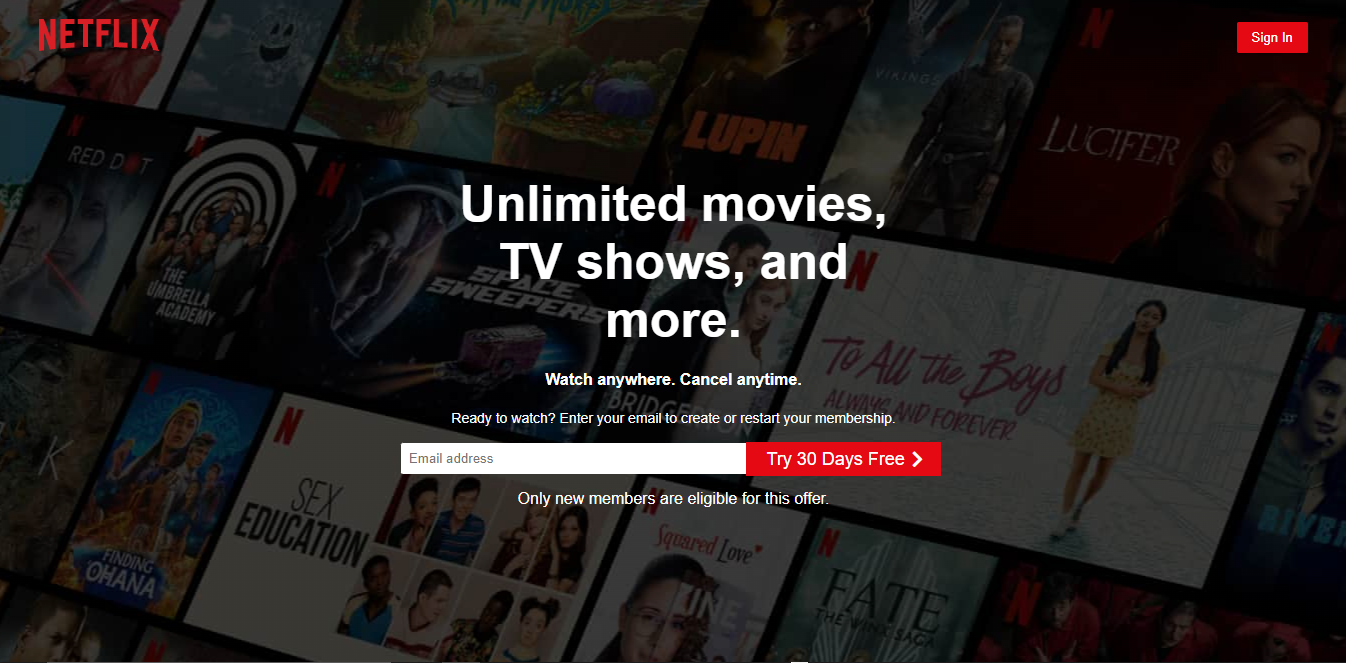 NETFLIX
Sign In
VIKINGS
LUPIN
LUCIFER
RED DOT
THE
UMBRELLA
ACADEMY
SPACE
SWEEPERS
Unlimited movies,
TV shows, and
more.
To All the Boys
ALWAYS AND FOREVER
Watch anywhere. Cancel anytime.
Ready to watch? Enter your email to create or restart your membership.
Email address
Try 30 Days Free
Only new members are eligible for this offer.
SEX
EDUCATION
FINDING
'OHANA
Squared Love
FATE
THE WINX SAGA